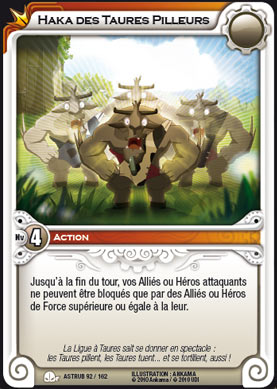 HAKA DES TAURES PILLEURS
Nv 4 ACTION
Jusqu'à la fin du tour, vos Alliés ou Héros attaquants
ne peuvent être bloqués que par des Alliés ou Héros
de Force supérieure ou égale à la leur.
La Ligue à Taures sait se donner en spectacle :
les Taures pillent, les Taures tuent... et se tortillent, aussi !
ASTRUB 92 / 162
ILLUSTRATION : ANKAMA
© 2010 Ankama / © 2010 UDI